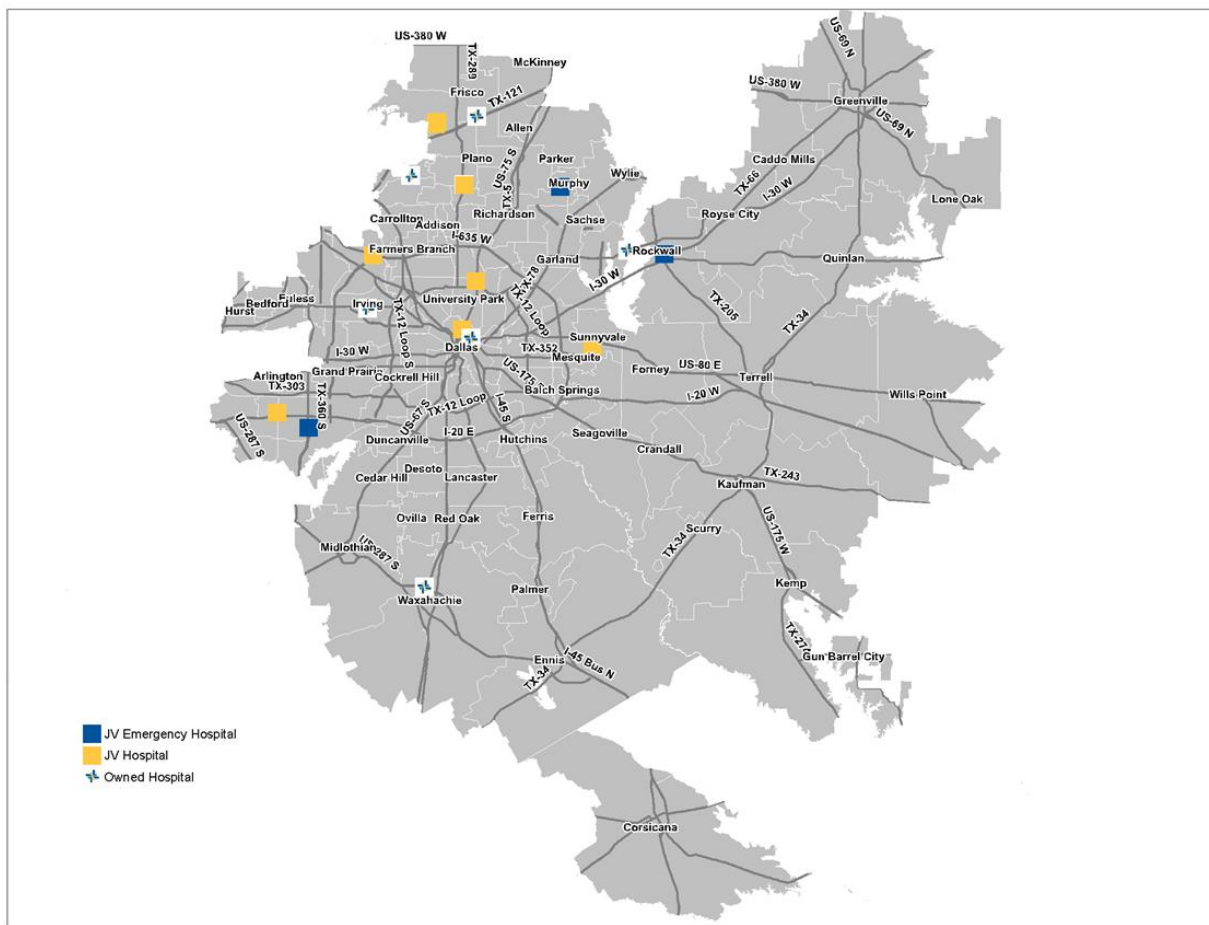 US-380 W
TX-289
McKinney
US-69 N
Frisco
TX-121
US-380 W
Greenville
Allen
US-69 N
Plano
US-75 S
Parker
Caddo Mills
TX-5
Murphy
Wylie
TX-66
I-30 W
Lone Oak
Carrollton
Addison
Richardson
Sachse
Royse City
I-635 W
Farmers Branch
Garland
Rockwall
Quinlan
TX-78
I-30 W
Hurst
Bedford
Euless
Irving
University Park
TX-12 Loop
TX-205
TX-34
TX-12 Loop S
Dallas
Sunnyvale
I-30 W
TX-352
Mesquite
Forney
US-80 E
Arlington
Grand Prairie
Cockrell Hill
US-175
Balch Springs
Terrell
TX-303
I-20 W
Wills Point
TX-360 S
US-67 S
TX-12 Loop
I-45 S
US-287 S
Duncanville
I-20 E
Hutchins
Seagoville
Crandall
Cedar Hill
Desoto
Lancaster
TX-243
Kaufman
Ovilla
Red Oak
Ferris
Scurry
US-175 W
Midlothian
US-287 S
TX-34
Waxahachie
Palmer
Kemp
TX-274
Gun Barrel City
Ennis
I-45 Bus N
TX-34
JV Emergency Hospital
JV Hospital
Owned Hospital
Corsicana